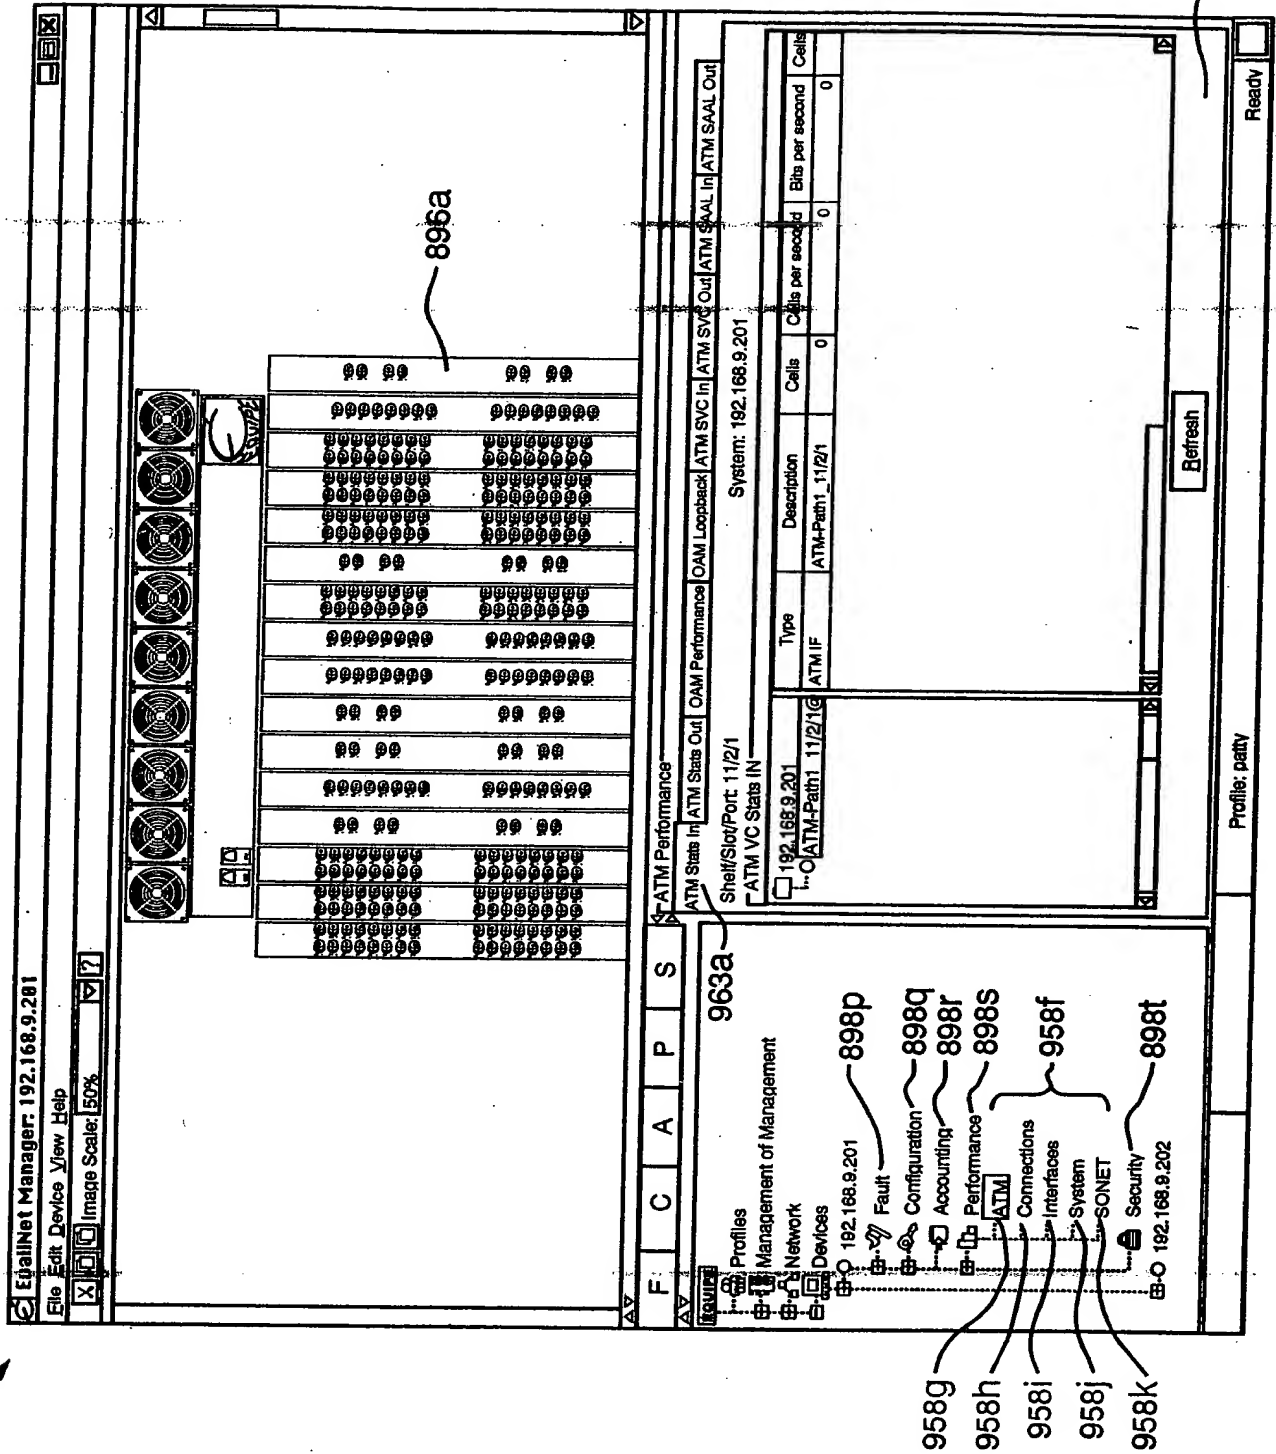 EQUIPE
EuallNet Manager: 192.168.9.201
File Edit Device View Help
X Image Scale: 50% ?
896a
F C A P S
Profiles
Management of Management
Network
Devices
192.168.9.201
Fault
Configuration
Accounting
Performance
ATM
Connections
Interfaces
System
SONET
Security
192.168.9.202
963a
898p
898q
898r
898s
958f
898t
958g
958h
958i
958j
958k
ATM Performance
ATM Stats In ATM Stats Out OAM Performance OAM Loopback ATM SVC In ATM SVC Out ATM SAAL In ATM SAAL Out
Shelf/Slot/Port: 11/2/1 System: 192.168.9.201
ATM VC Stats IN
192.168.9.201
ATM-Path1 11/2/1@
Type Description Cells Cells per second Bits per second Cells
ATM IF ATM-Path1_11/2/1 0 0 0
Refresh
Profile: patty
Ready